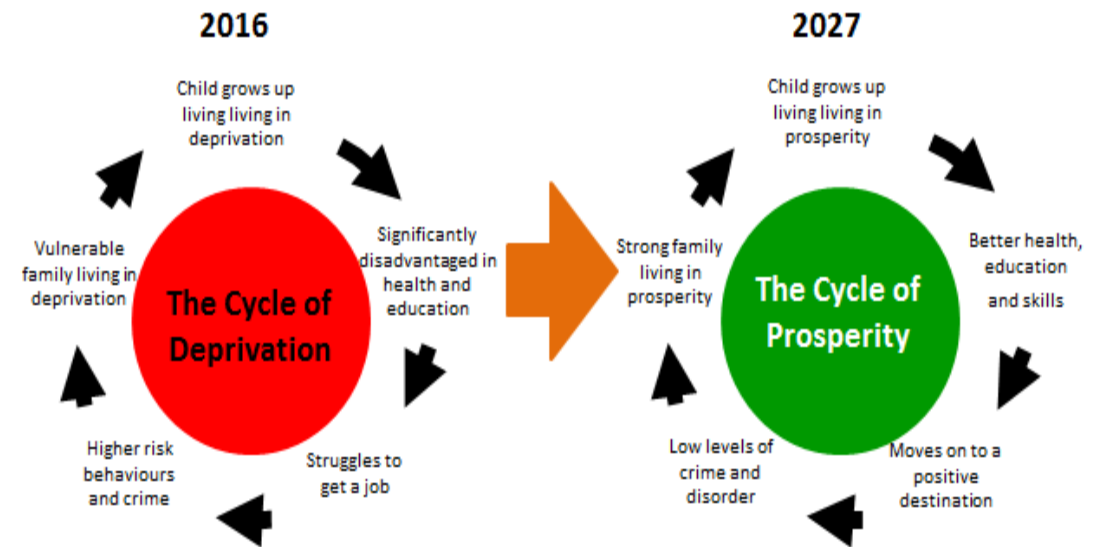 2016
Child grows up
living living in
deprivation
Significantly
disadvantaged in
health and
education
Struggles to
get a job
Higher risk
behaviours
and crime
Vulnerable
family living in
deprivation
The Cycle of
Deprivation
2027
Child grows up
living living in
prosperity
Better health,
education
and skills
Moves on to a
positive
destination
Low levels of
crime and
disorder
Strong family
living in
prosperity
The Cycle of
Prosperity